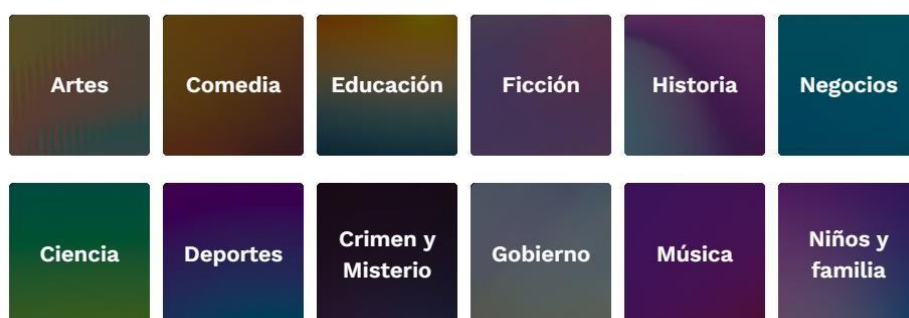 Artes
Comedia
Educación
Ficción
Historia
Negocios
Ciencia
Deportes
Crimen y
Misterio
Gobierno
Música
Niños y
familia